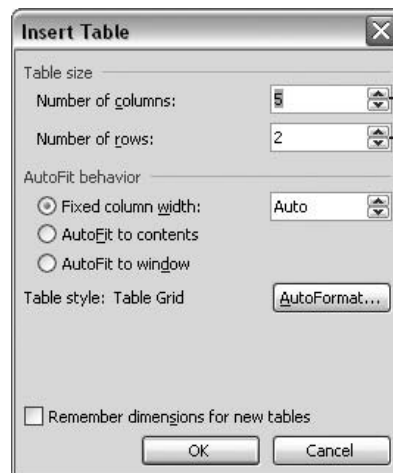 Insert Table
Table size
Number of columns: 5
Number of rows: 2
AutoFit behavior
Fixed column width: Auto
AutoFit to contents
AutoFit to window
Table style: Table Grid AutoFormat...
Remember dimensions for new tables
OK Cancel